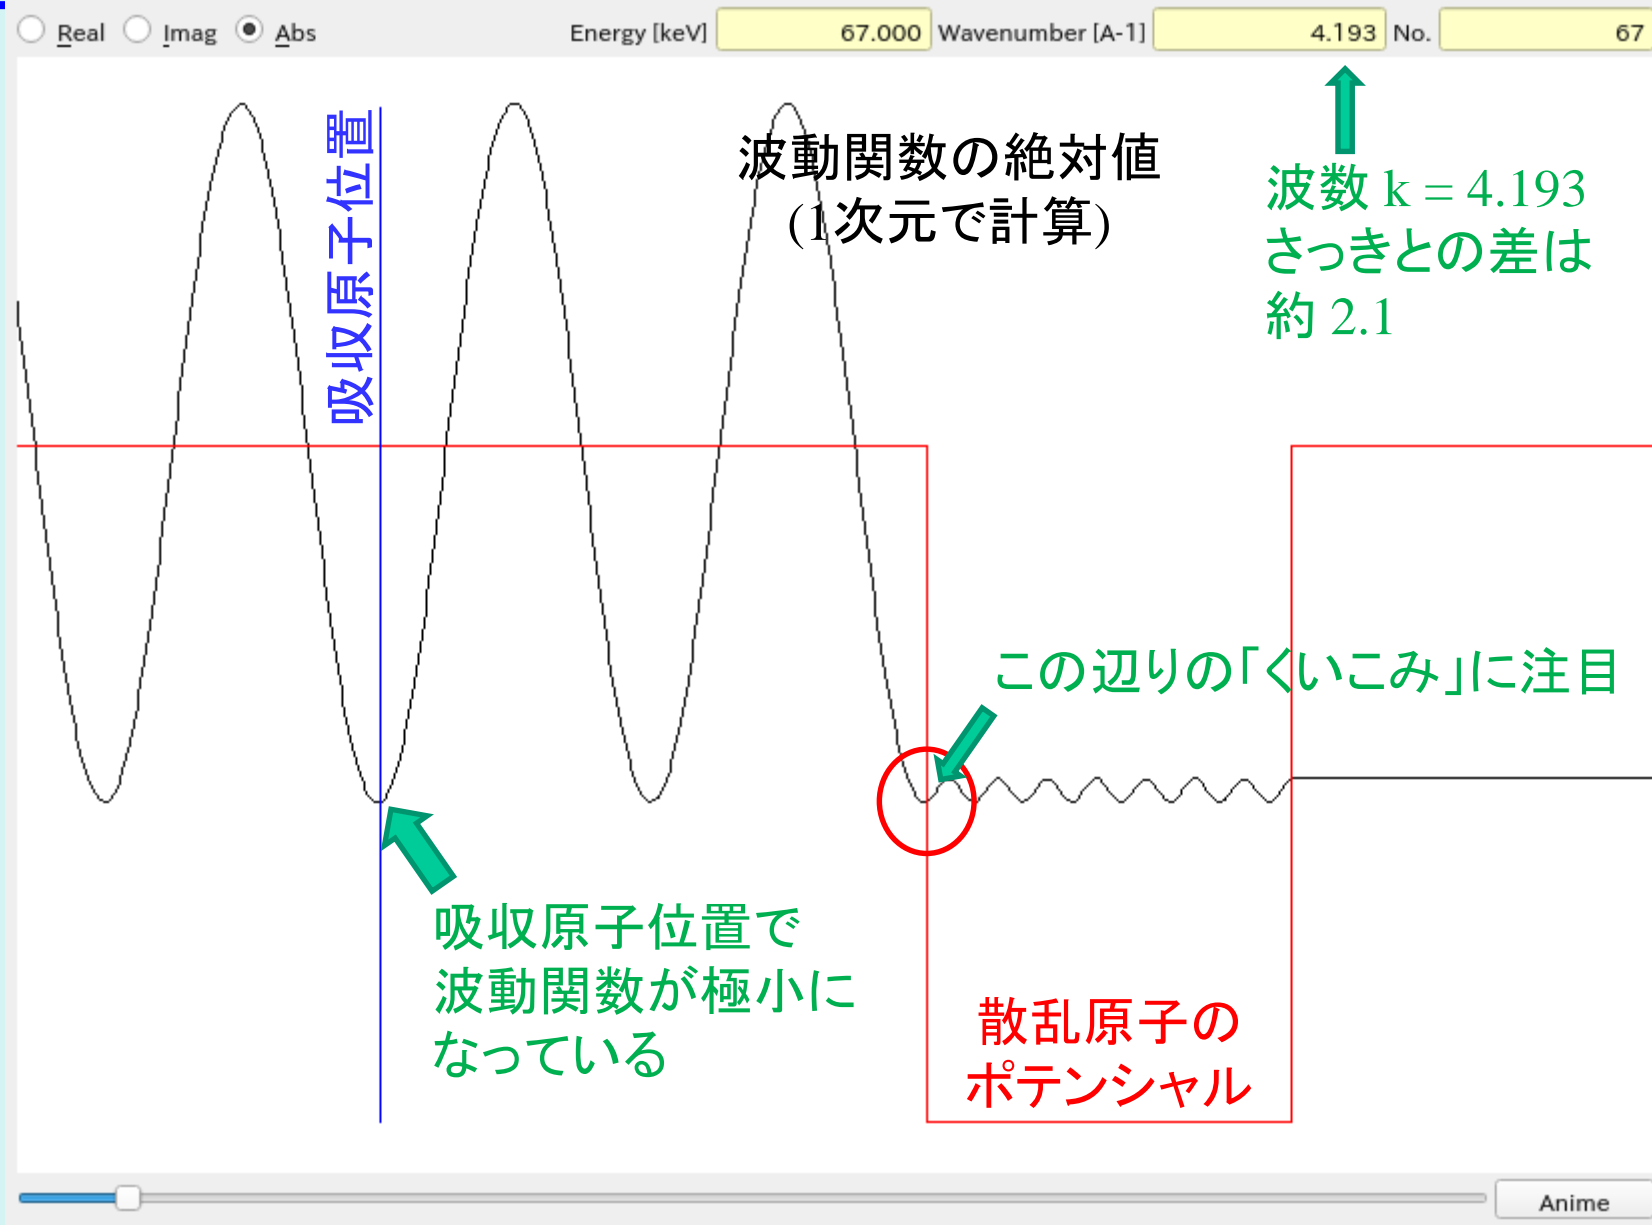 Real Imag Abs Energy [keV] 67.000 Wavenumber [A-1] 4.193 No. 67
吸収原子位置
波動関数の絶対値
(1次元で計算)
波数 k = 4.193
さっきとの差は
約 2.1
この辺りの「くいこみ」に注目
吸収原子位置で
波動関数が極小に
なっている
散乱原子の
ポテンシャル
Anime